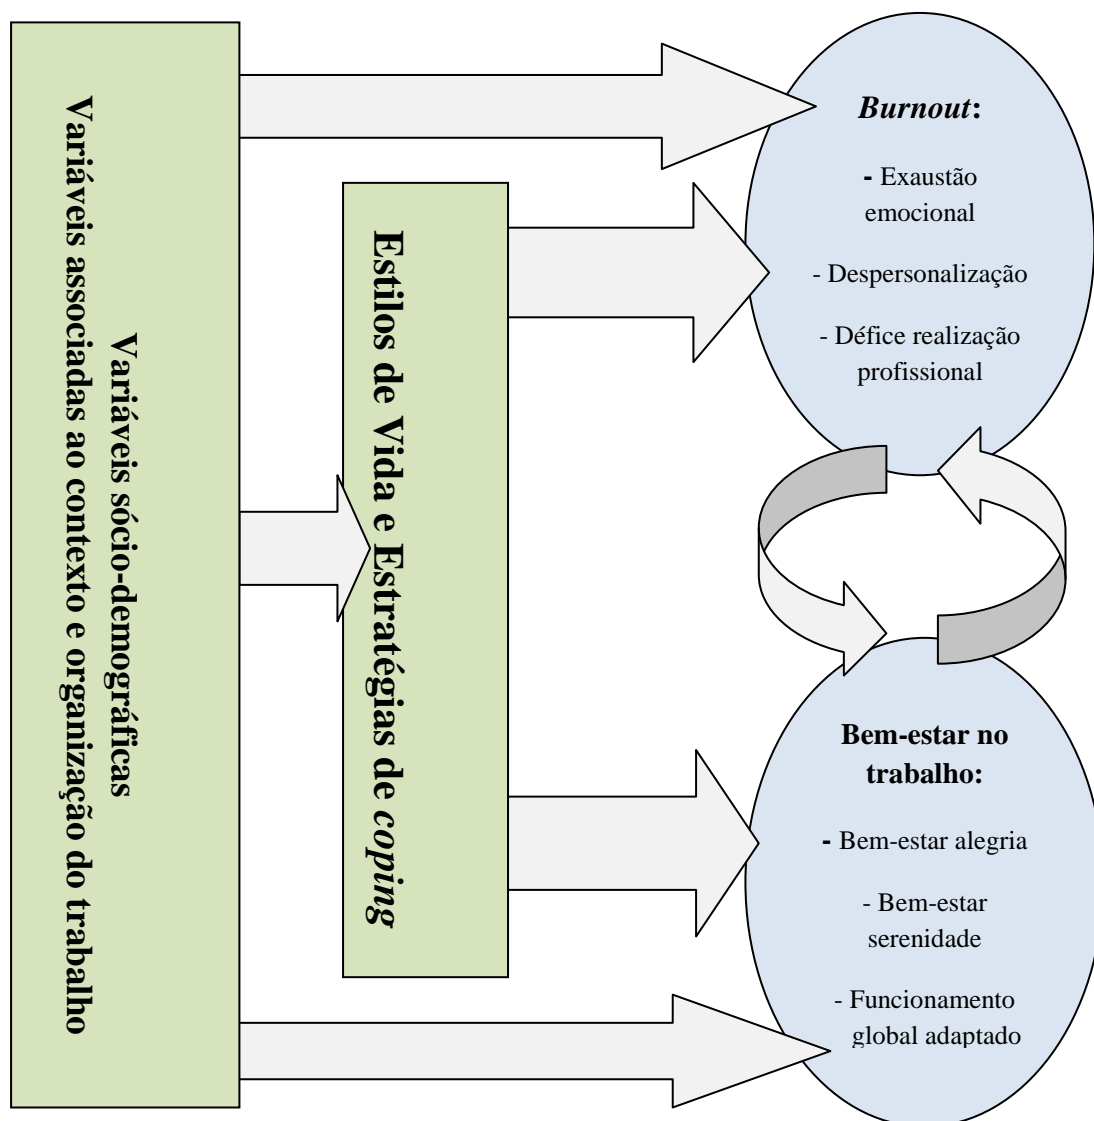 Variáveis sócio-demográficas
Variáveis associadas ao contexto e organização do trabalho
Estilos de Vida e Estratégias de coping
Burnout:
- Exaustão
emocional
- Despersonalização
- Défice realização
profissional
Bem-estar no
trabalho:
- Bem-estar alegria
- Bem-estar
serenidade
- Funcionamento
global adaptado